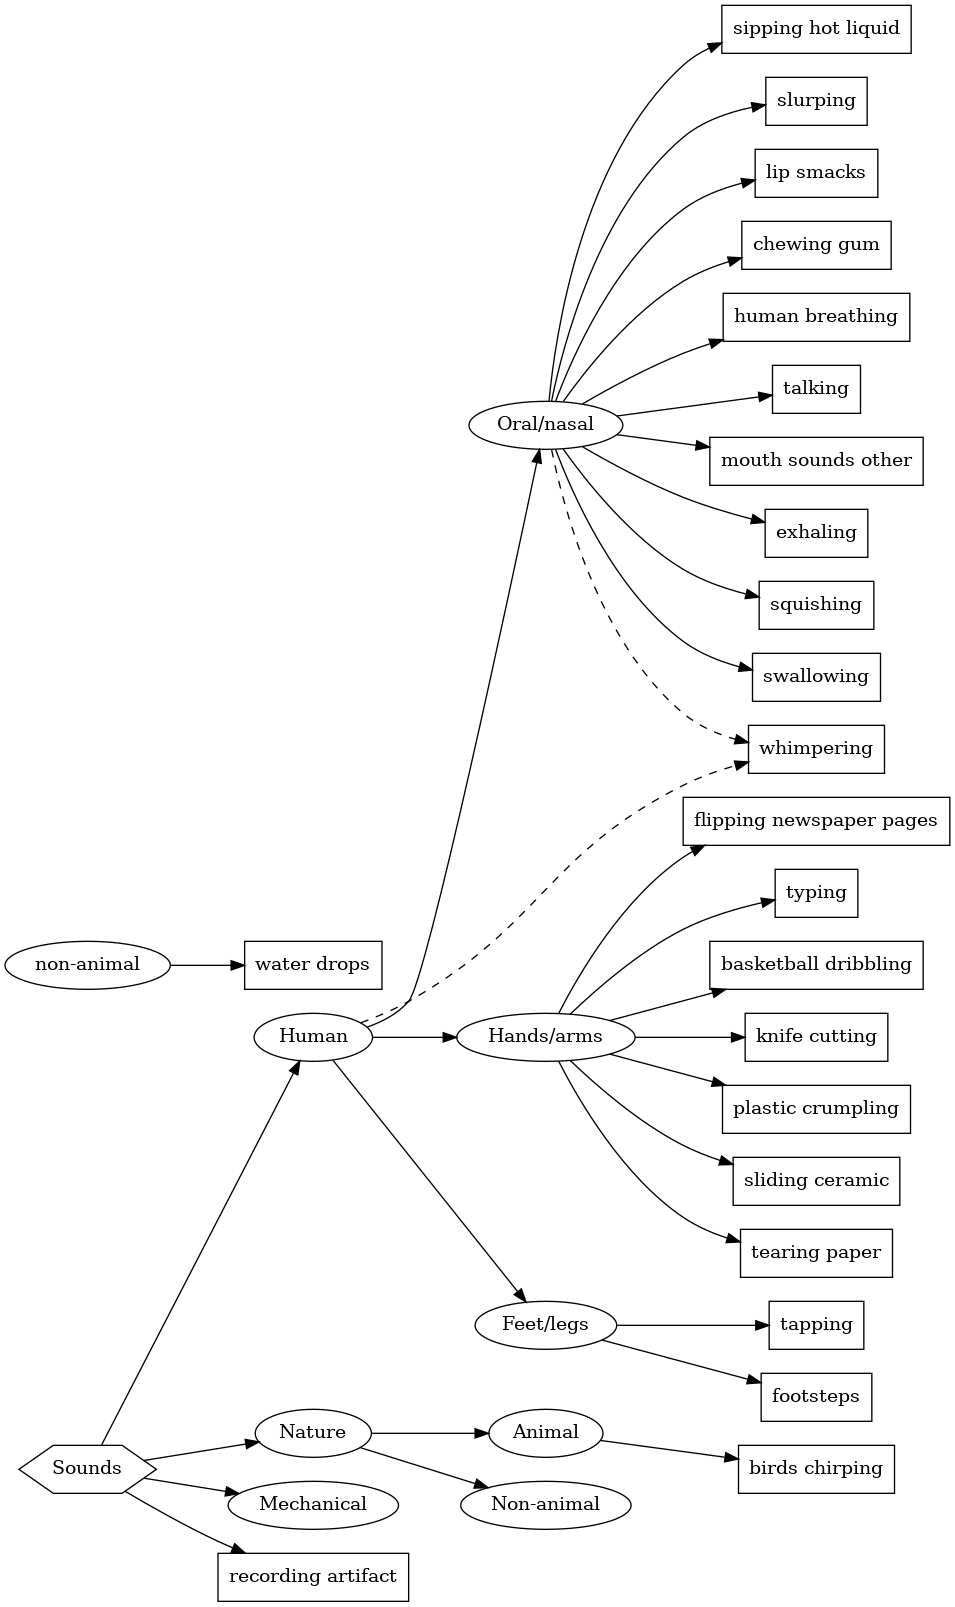 sipping hot liquid
slurping
lip smacks
chewing gum
human breathing
talking
Oral/nasal
mouth sounds other
exhaling
squishing
swallowing
whimpering
flipping newspaper pages
typing
non-animal
water drops
basketball dribbling
Human
Hands/arms
knife cutting
plastic crumpling
sliding ceramic
tearing paper
Feet/legs
tapping
footsteps
Nature
Animal
Sounds
birds chirping
Mechanical
Non-animal
recording artifact